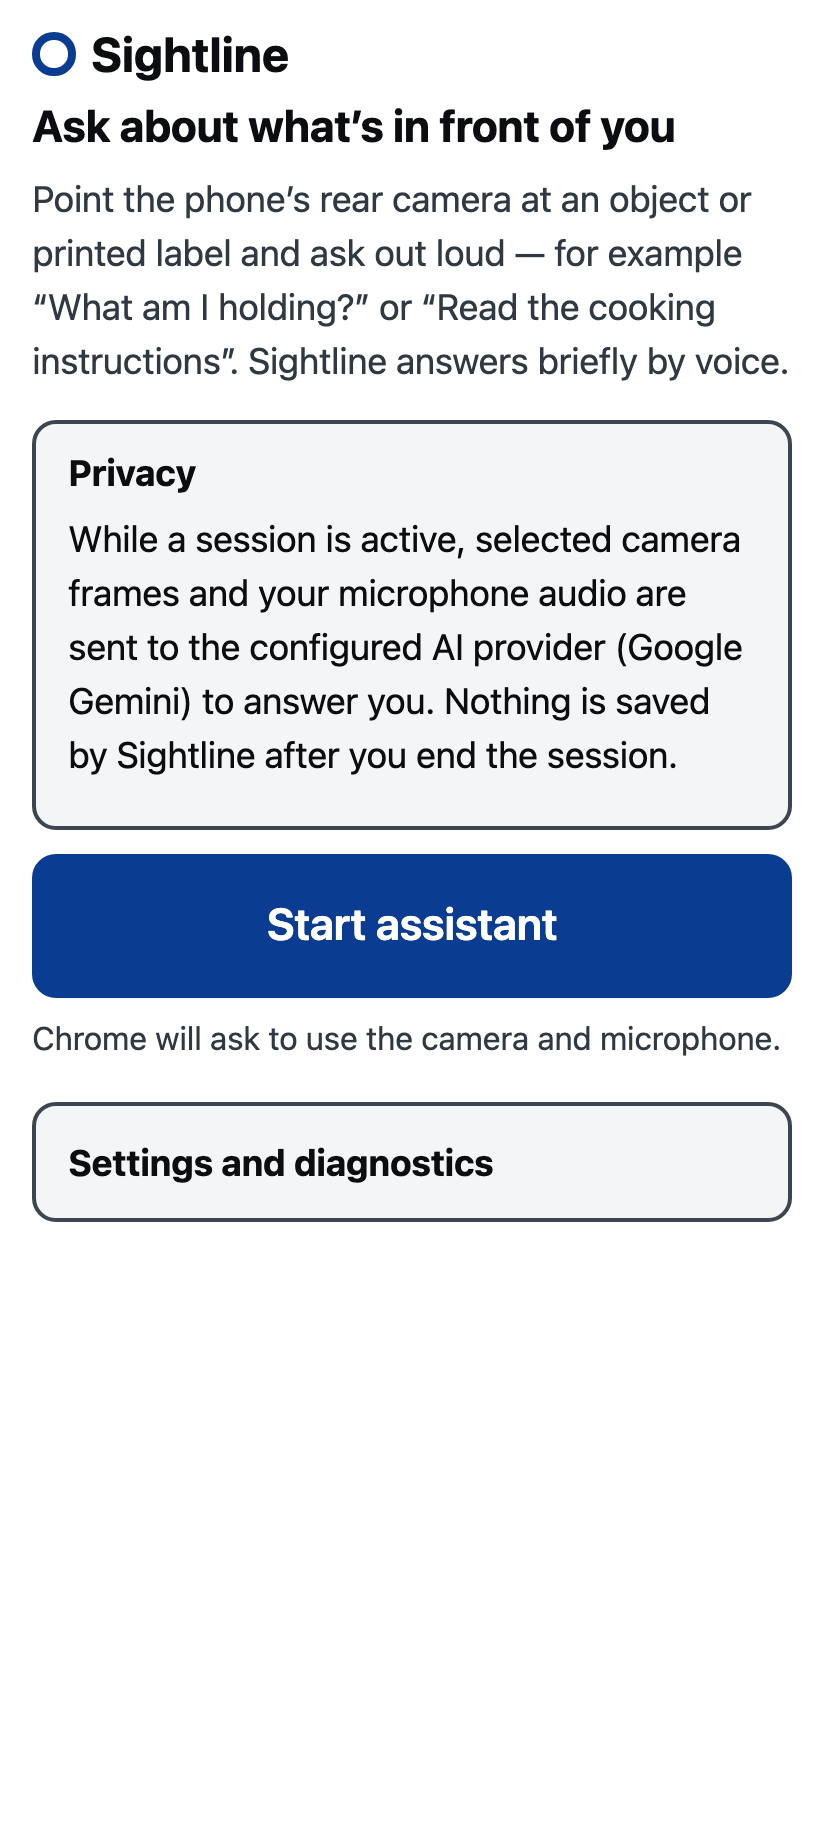 Sightline
Ask about what’s in front of you
Point the phone’s rear camera at an object or
printed label and ask out loud — for example
“What am I holding?” or “Read the cooking
instructions”. Sightline answers briefly by voice.
Privacy
While a session is active, selected camera
frames and your microphone audio are
sent to the configured AI provider (Google
Gemini) to answer you. Nothing is saved
by Sightline after you end the session.
Start assistant
Chrome will ask to use the camera and microphone.
Settings and diagnostics